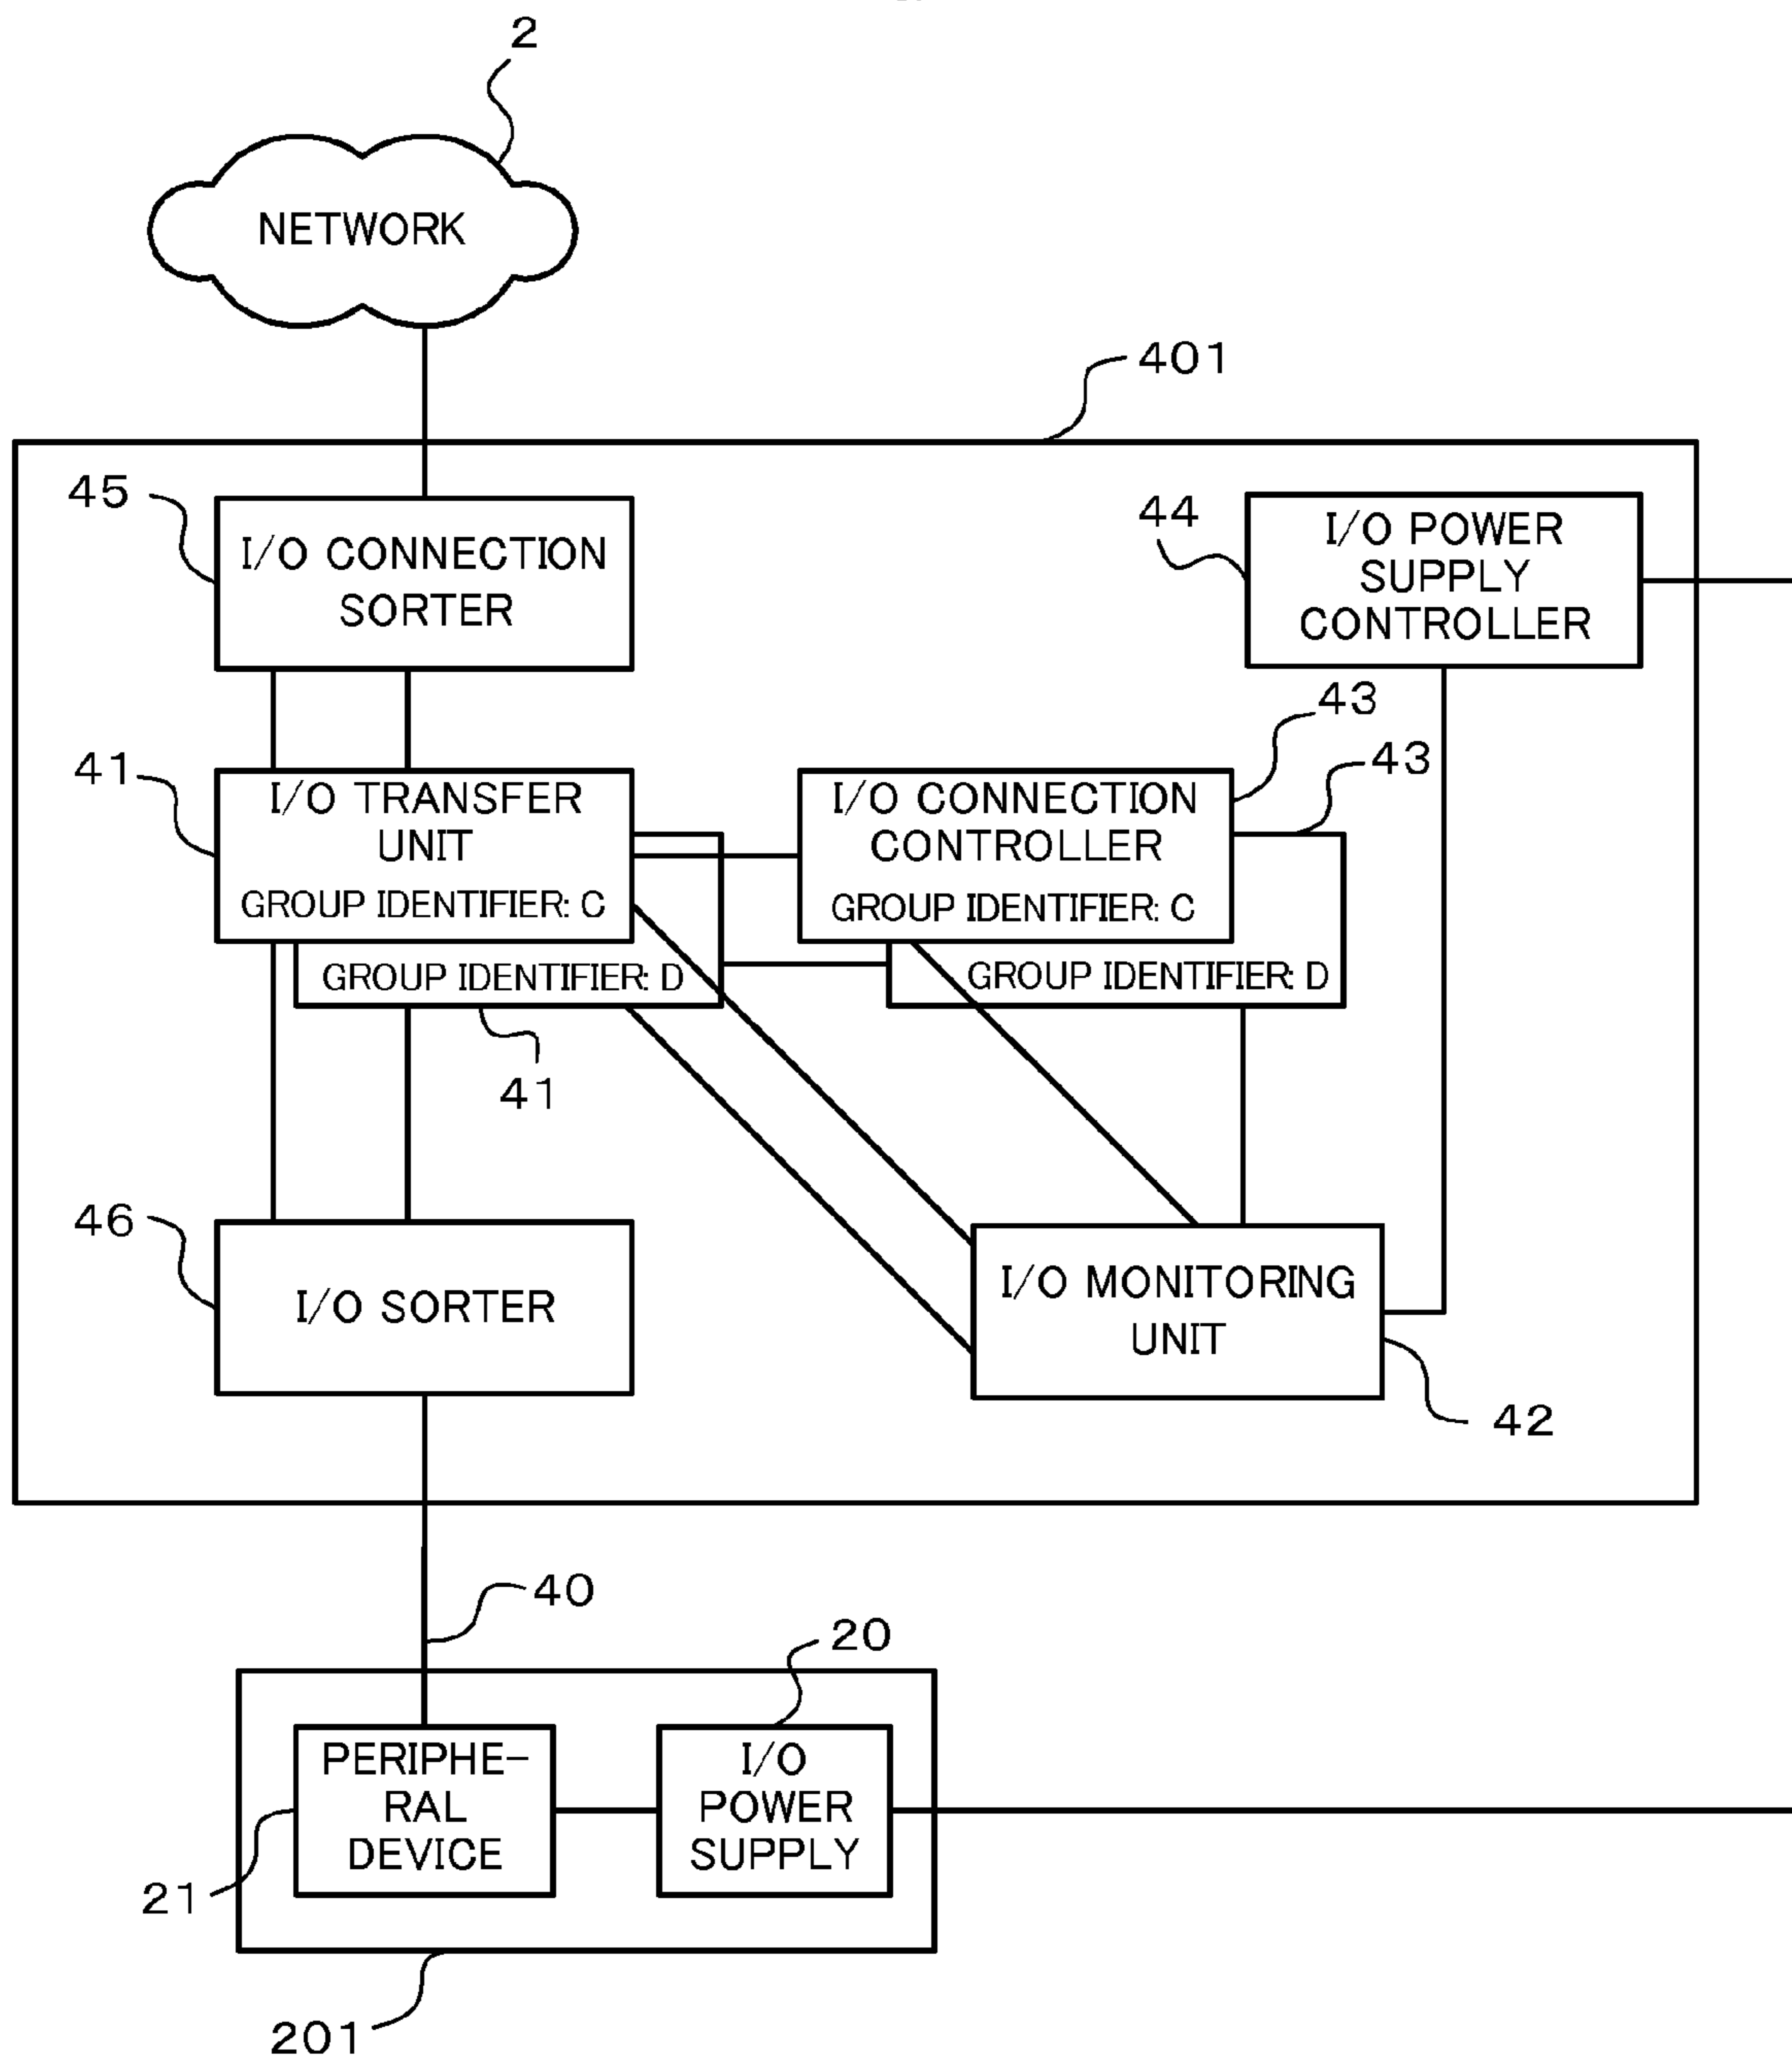 2
NETWORK
401
45
I/O CONNECTION
SORTER
44
I/O POWER
SUPPLY
CONTROLLER
43
43
41
I/O TRANSFER
UNIT
GROUP IDENTIFIER: C
I/O CONNECTION
CONTROLLER
GROUP IDENTIFIER: C
GROUP IDENTIFIER: D
GROUP IDENTIFIER: D
41
46
I/O SORTER
I/O MONITORING
UNIT
42
40
20
PERIPHE-
RAL
DEVICE
I/O
POWER
SUPPLY
21
201